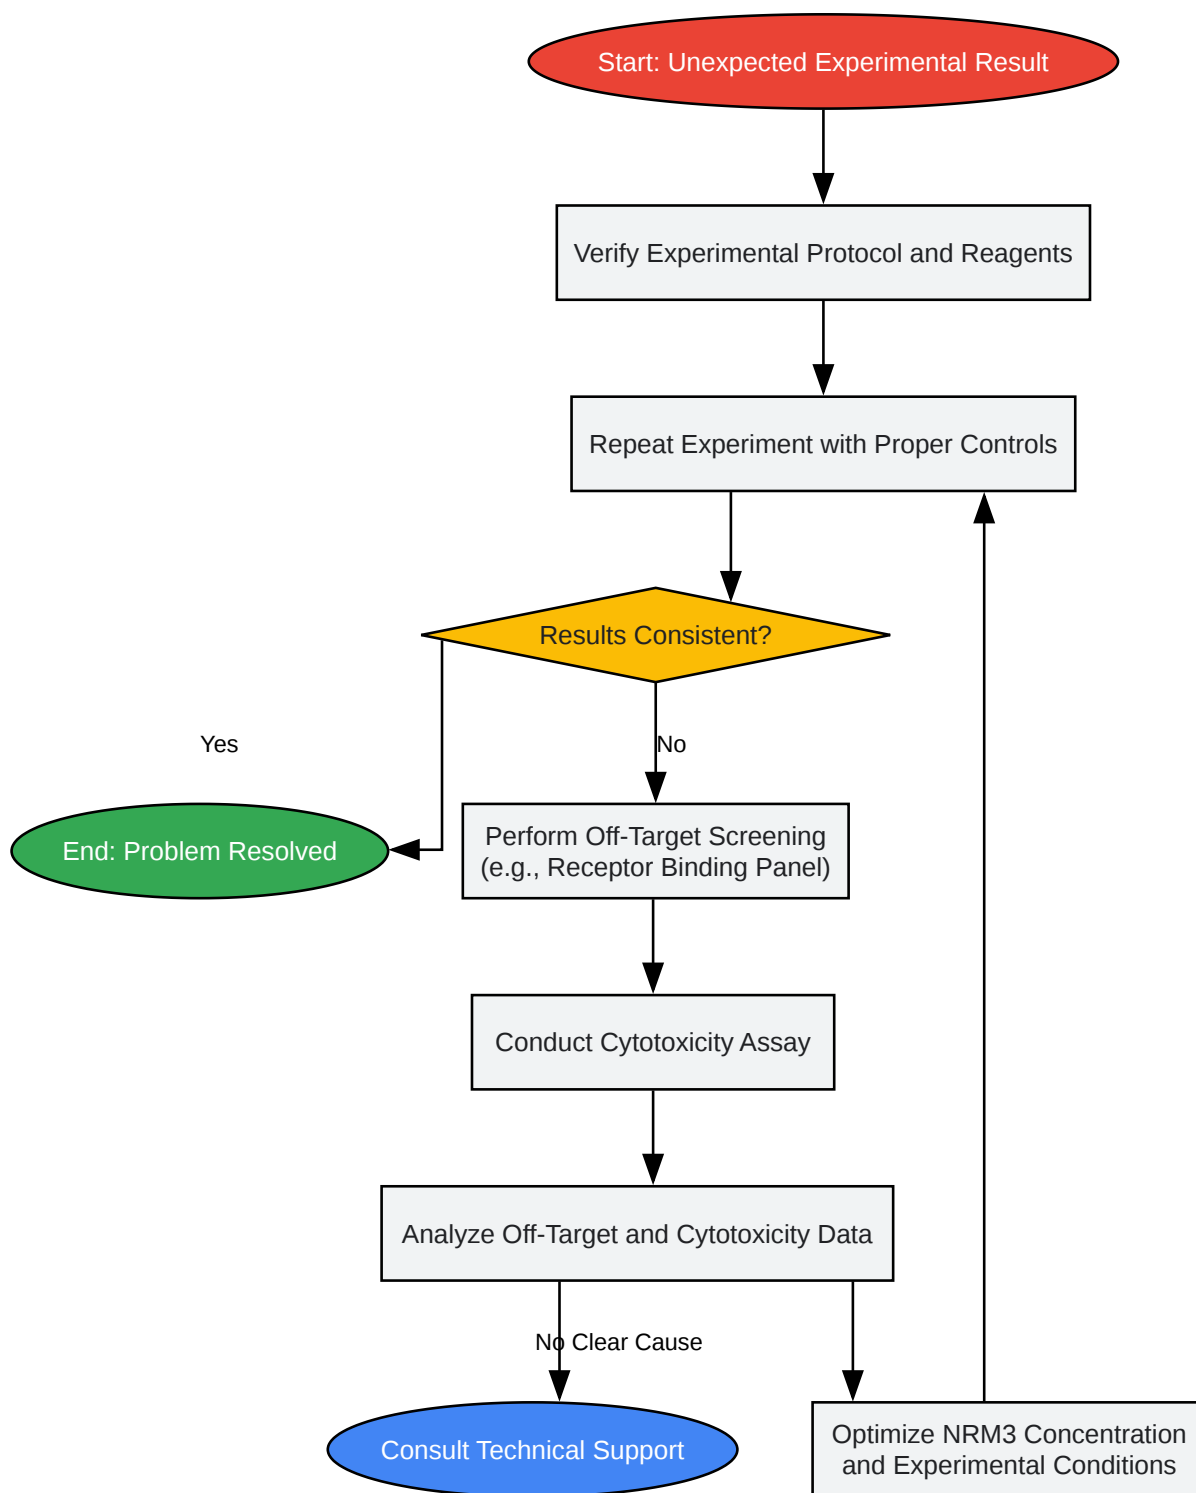 Start: Unexpected Experimental Result
Verify Experimental Protocol and Reagents
Repeat Experiment with Proper Controls
Results Consistent?
Yes
No
End: Problem Resolved
Perform Off-Target Screening
(e.g., Receptor Binding Panel)
Conduct Cytotoxicity Assay
Analyze Off-Target and Cytotoxicity Data
No Clear Cause
Consult Technical Support
Optimize NRM3 Concentration
and Experimental Conditions